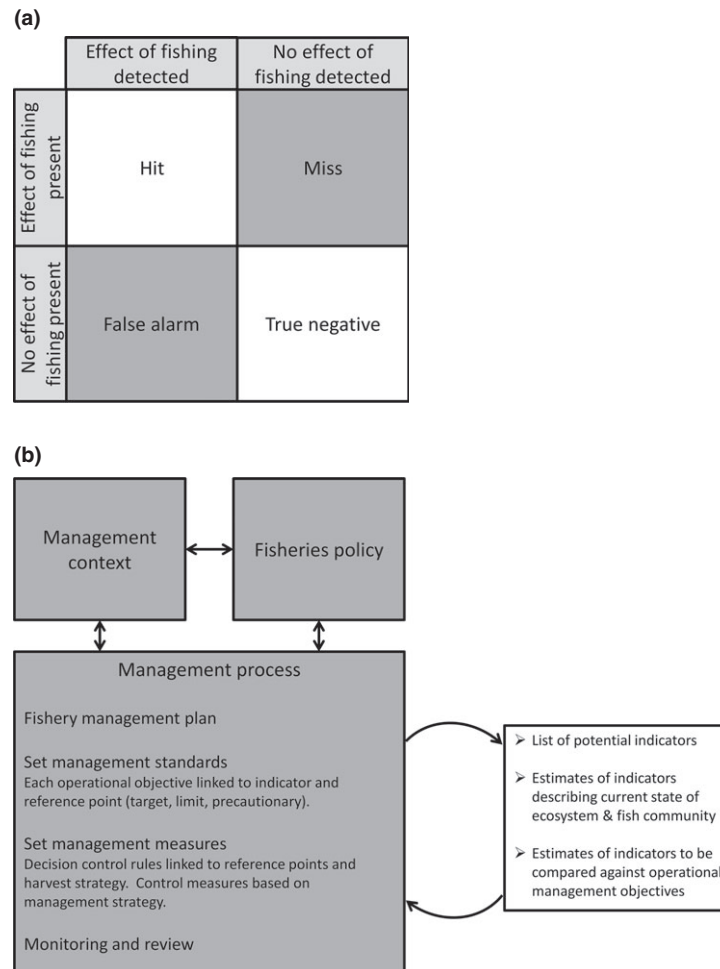 (a)
Effect of fishing
detected
No effect of
fishing detected
Effect of fishing
present
Hit
Miss
No effect of
fishing present
False alarm
True negative
(b)
Management
context
Fisheries policy
Management process
Fishery management plan
Set management standards
Each operational objective linked to indicator and
reference point (target, limit, precautionary).
Set management measures
Decision control rules linked to reference points and
harvest strategy. Control measures based on
management strategy.
Monitoring and review
➢ List of potential indicators
➢ Estimates of indicators
describing current state of
ecosystem & fish community
➢ Estimates of indicators to be
compared against operational
management objectives